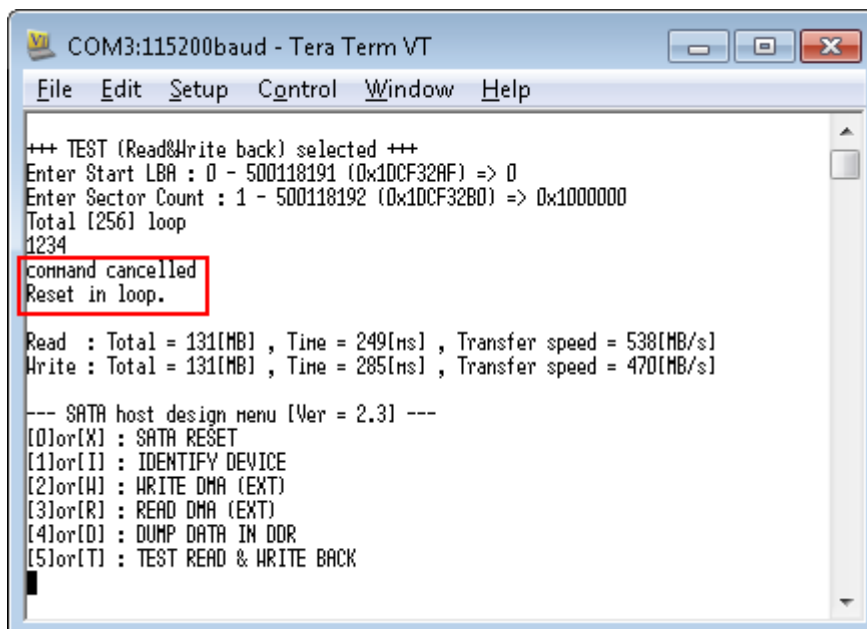 COM3:115200baud - Tera Term VT
File Edit Setup Control Window Help
+++ TEST (Read&Write back) selected +++
Enter Start LBA : 0 - 500118191 (0x1DCF32AF) => 0
Enter Sector Count : 1 - 500118192 (0x1DCF32B0) => 0x1000000
Total [256] loop
1234
command cancelled
Reset in loop.
Read  : Total = 131[MB] , Time = 249[ms] , Transfer speed = 538[MB/s]
Write : Total = 131[MB] , Time = 285[ms] , Transfer speed = 470[MB/s]
--- SATA host design menu [Ver = 2.3] ---
[0]or[X] : SATA RESET
[1]or[I] : IDENTIFY DEVICE
[2]or[W] : WRITE DMA (EXT)
[3]or[R] : READ DMA (EXT)
[4]or[D] : DUMP DATA IN DDR
[5]or[T] : TEST READ & WRITE BACK